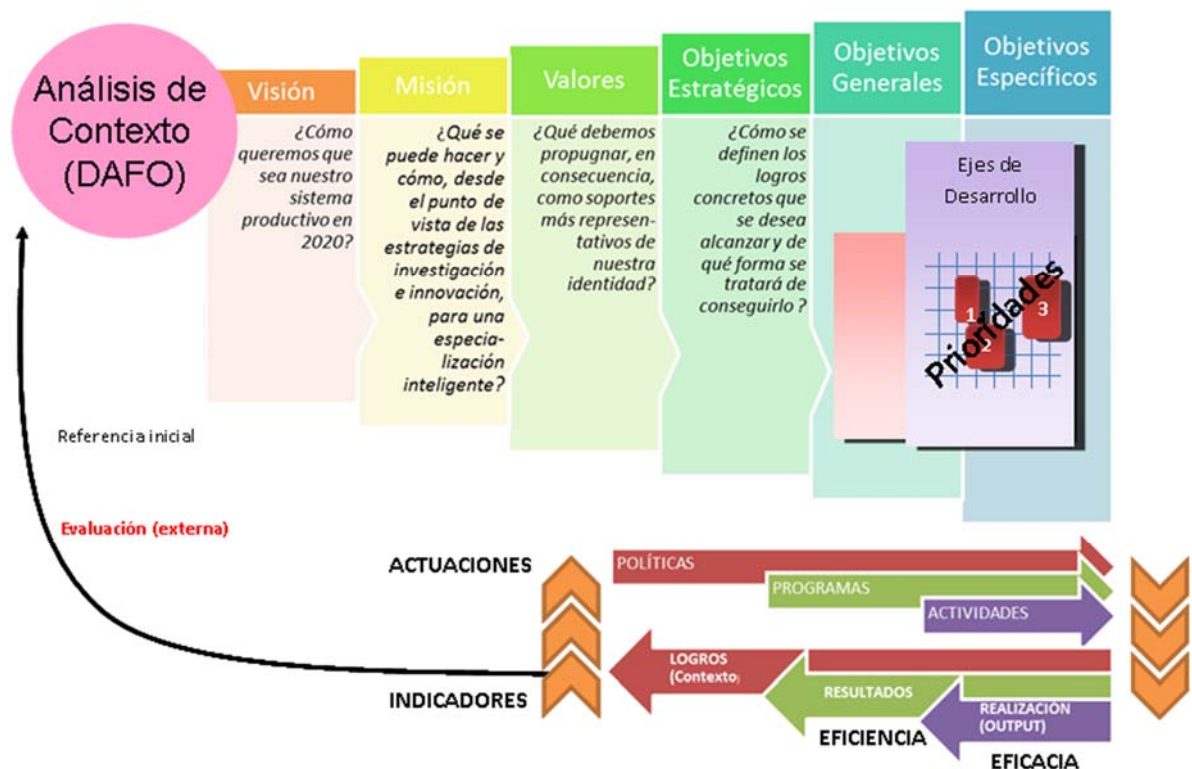 Análisis de
Contexto
(DAFO)
Visión
¿Cómo
queremos que
sea nuestro
sistema
productivo en
2020?
Misión
¿Qué se
puede hacer y
cómo, desde
el punto de
vista de las
estrategias de
investigación
e innovación,
para una
especia-
lización
inteligente?
Valores
¿Qué debemos
propugnar, en
consecuencia,
como soportes
más represen-
tativos de
nuestra
identidad?
Objetivos
Estratégicos
¿Cómo se
definen los
logros
concretos que
se desea
alcanzar y de
qué forma se
tratará de
conseguirlo ?
Objetivos
Generales
Objetivos
Específicos
Ejes de
Desarrollo
1
2
3
Prioridades
Referencia inicial
Evaluación (externa)
ACTUACIONES
POLÍTICAS
PROGRAMAS
ACTIVIDADES
INDICADORES
LOGROS
(Contexto)
RESULTADOS
REALIZACIÓN
(OUTPUT)
EFICIENCIA
EFICACIA